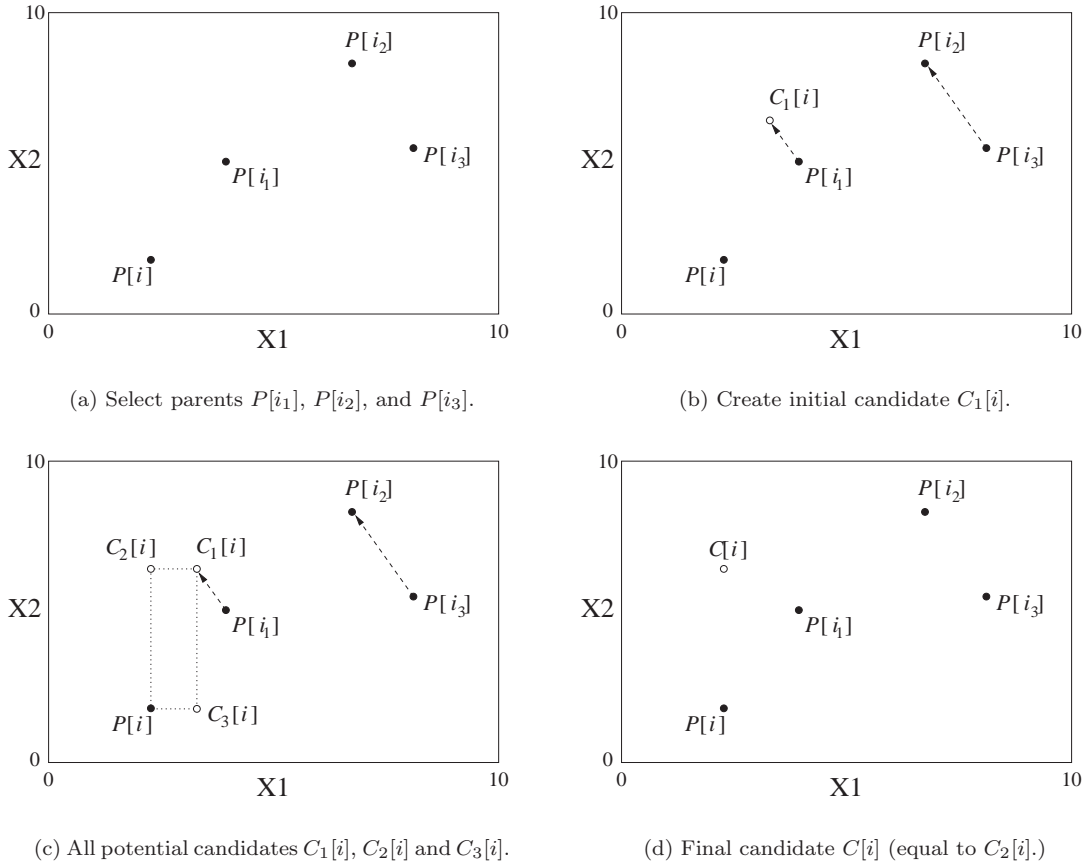 10
P[i₂]
X2
P[i₁]
P[i₃]
P[i]
0
0
X1
10
(a) Select parents P[i₁], P[i₂], and P[i₃].
10
P[i₂]
C₁[i]
X2
P[i₁]
P[i₃]
P[i]
0
0
X1
10
(b) Create initial candidate C₁[i].
10
P[i₂]
C₂[i]
C₁[i]
X2
P[i₁]
P[i₃]
P[i]
C₃[i]
0
0
X1
10
(c) All potential candidates C₁[i], C₂[i] and C₃[i].
10
P[i₂]
C[i]
X2
P[i₁]
P[i₃]
P[i]
0
0
X1
10
(d) Final candidate C[i] (equal to C₂[i].)